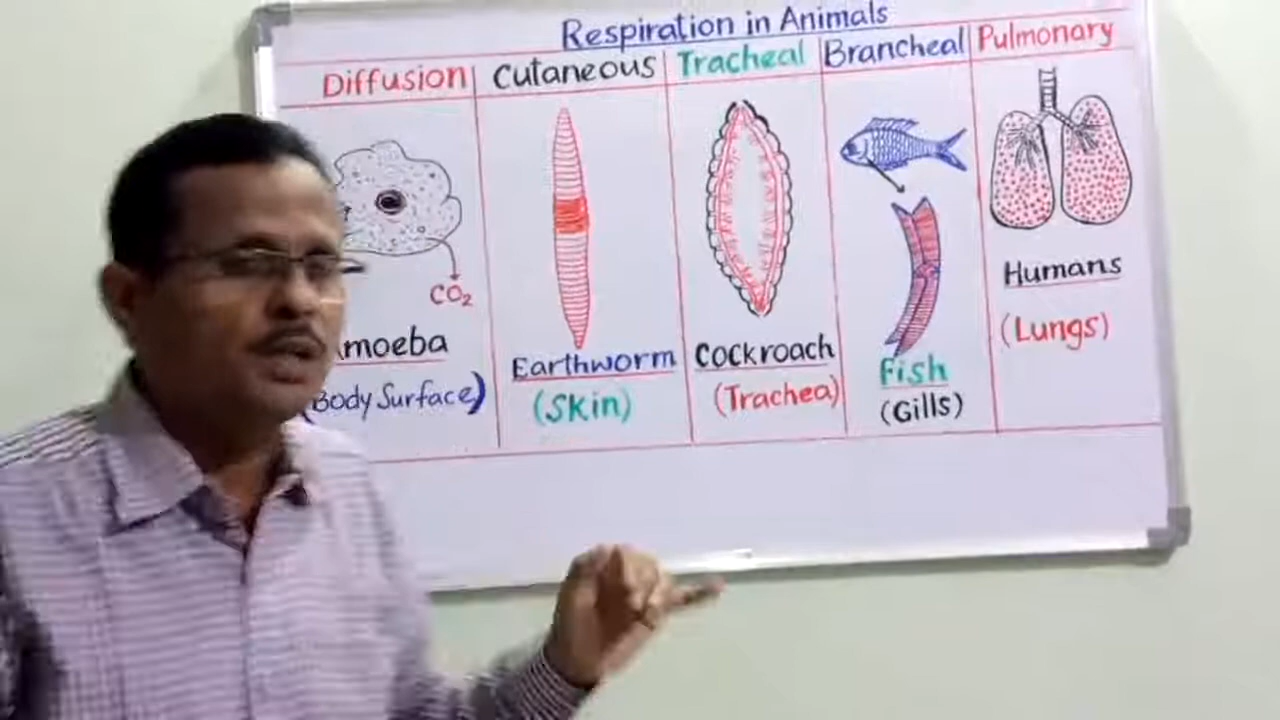 Respiration in Animals
Diffusion
Cutaneous
Tracheal
Brancheal
Pulmonary
CO₂
moeba
(Body Surface)
Earthworm
(Skin)
Cockroach
(Trachea)
Fish
(Gills)
Humans
(Lungs)